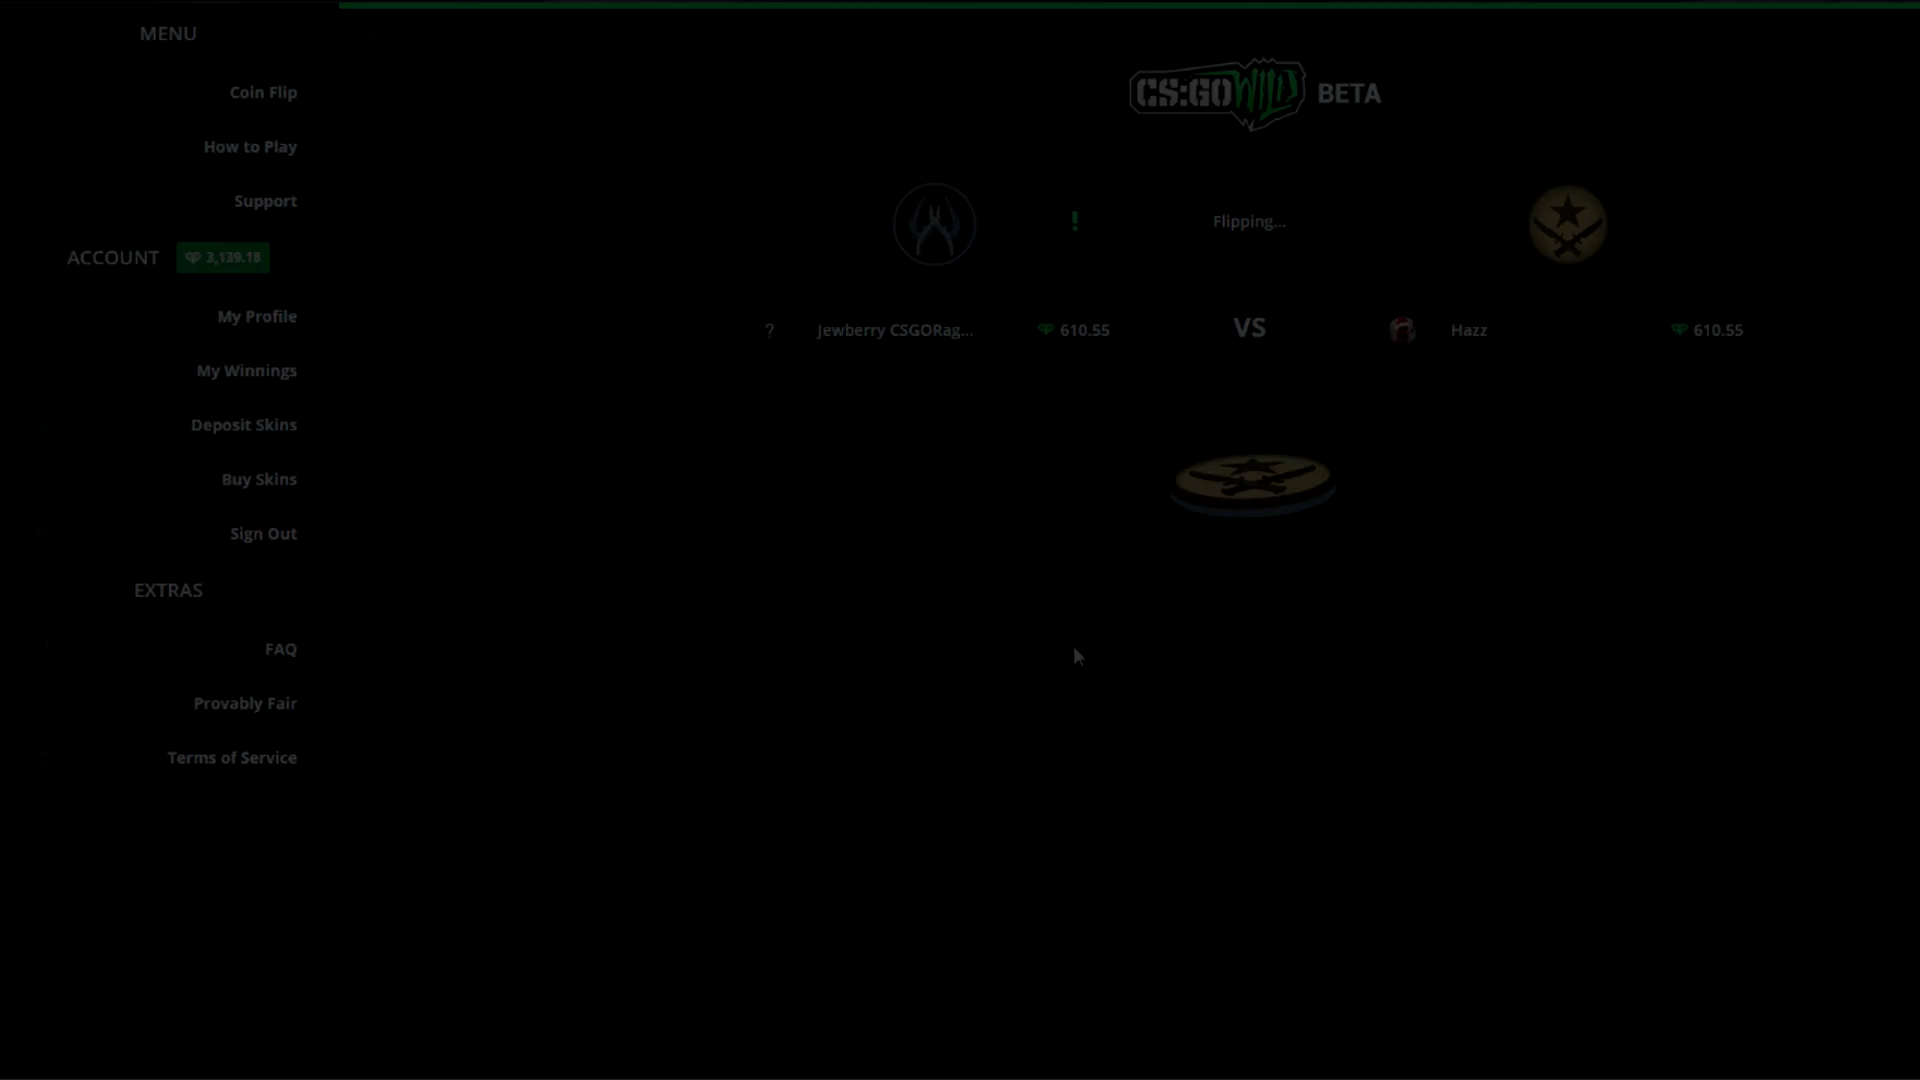 MENU
Coin Flip
How to Play
Support
ACCOUNT 3,139.18
My Profile
My Winnings
Deposit Skins
Buy Skins
Sign Out
EXTRAS
FAQ
Provably Fair
Terms of Service
CS:GO WILD BETA
! Flipping...
? Jewberry CSGORag... 610.55 VS Hazz 610.55